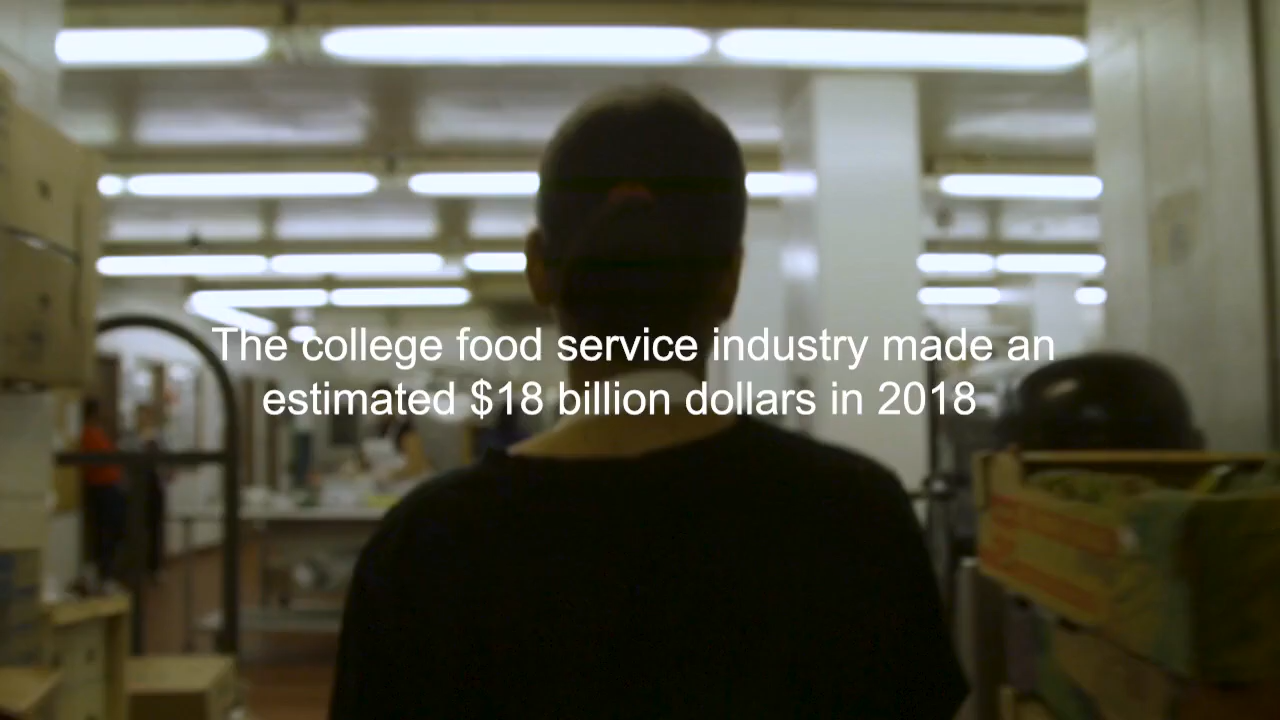 The college food service industry made an
estimated $18 billion dollars in 2018